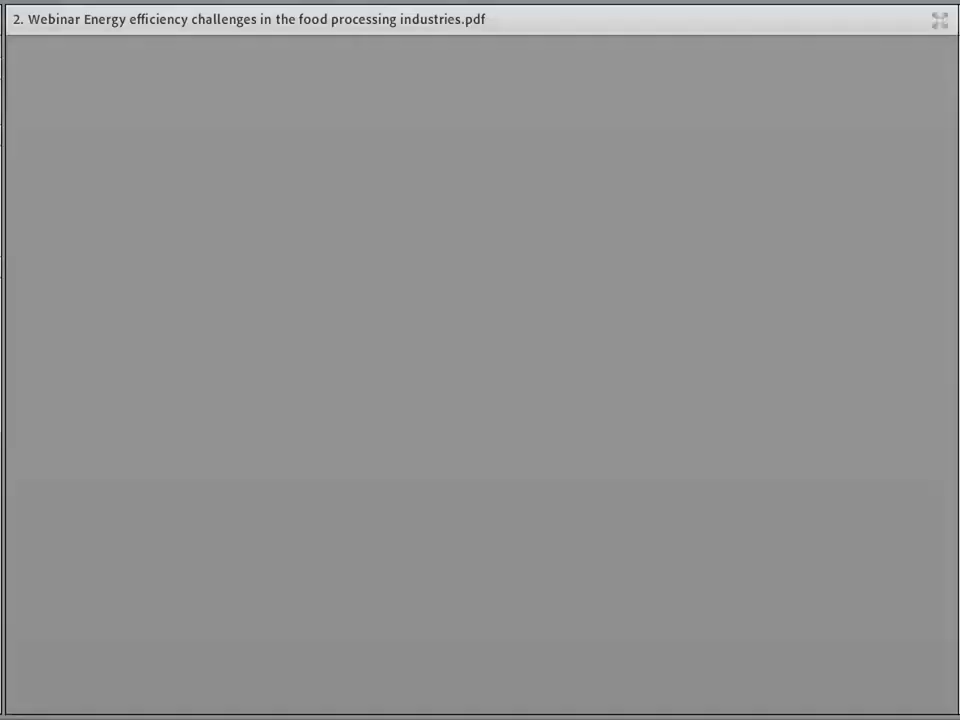 2. Webinar Energy efficiency challenges in the food processing industries.pdf